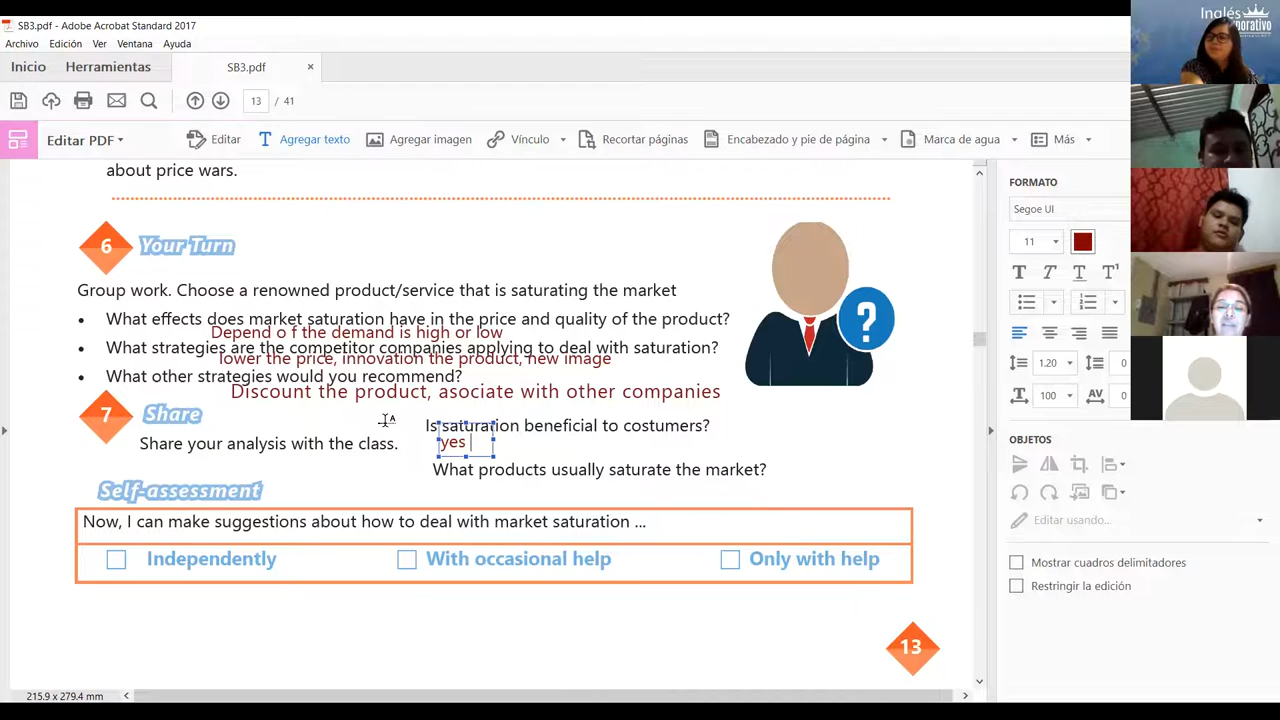 SB3.pdf - Adobe Acrobat Standard 2017
Archivo Edición Ver Ventana Ayuda
Inicio Herramientas SB3.pdf ×
13 / 41
Editar PDF Editar Agregar texto Agregar imagen Vínculo Recortar páginas Encabezado y pie de página Marca de agua Más
about price wars.
6 Your Turn
Group work. Choose a renowned product/service that is saturating the market
• What effects does market saturation have in the price and quality of the product?
Depend o f the demand is high or low
• What strategies are the competitor companies applying to deal with saturation?
lower the price, innovation the product, new image
• What other strategies would you recommend?
Discount the product, asociate with other companies
7 Share
Share your analysis with the class.
Is saturation beneficial to costumers?
yes
What products usually saturate the market?
Self-assessment
Now, I can make suggestions about how to deal with market saturation ...
Independently With occasional help Only with help
13
215.9 x 279.4 mm
FORMATO
Segoe UI
11
T T T T¹
1.20 0
100 AV 0
OBJETOS
Editar usando...
Mostrar cuadros delimitadores
Restringir la edición
Inglés